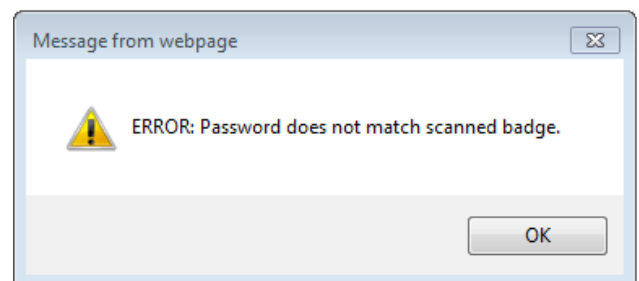 Message from webpage
ERROR: Password does not match scanned badge.
OK